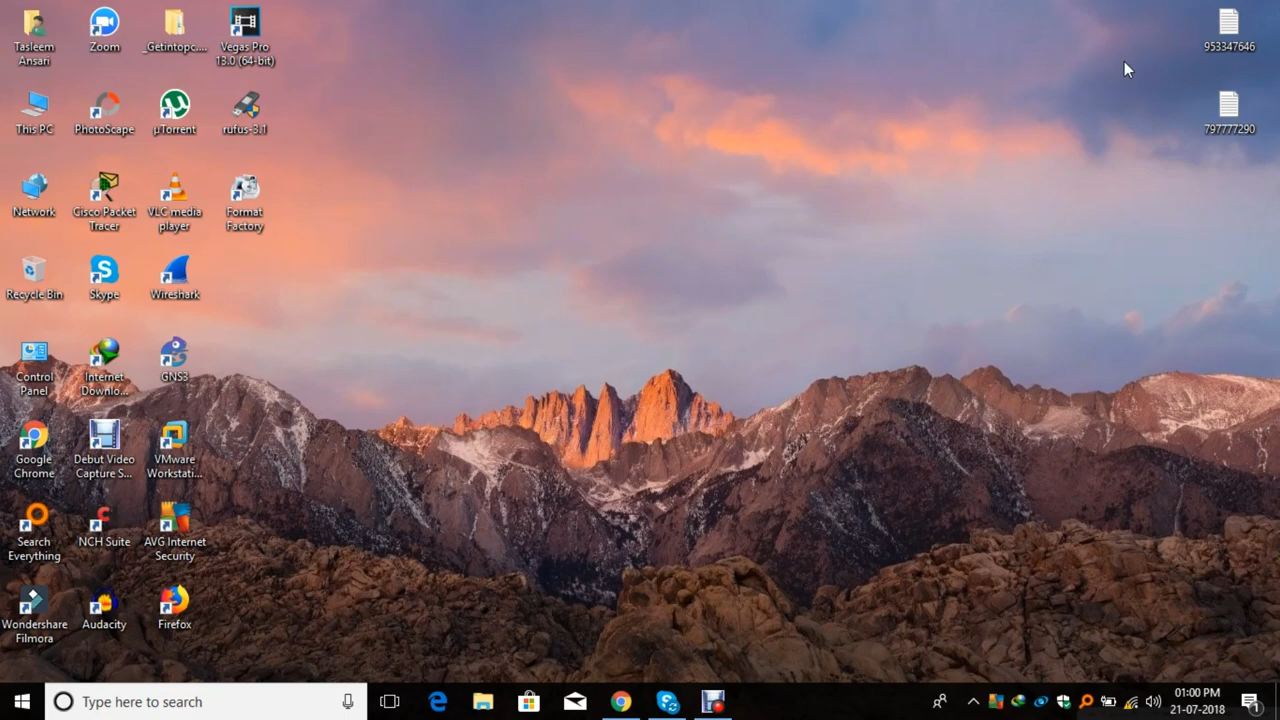 Tasleem
Ansari
Zoom
_Getintopc....
Vegas Pro
13.0 (64-bit)
953347646
This PC
PhotoScape
µTorrent
rufus-3.1
797777290
Network
Cisco Packet
Tracer
VLC media
player
Format
Factory
Recycle Bin
Skype
Wireshark
Control
Panel
Internet
Downlo...
GNS3
Google
Chrome
Debut Video
Capture S...
VMware
Workstati...
Search
Everything
NCH Suite
AVG Internet
Security
Wondershare
Filmora
Audacity
Firefox
Type here to search
01:00 PM
21-07-2018
1